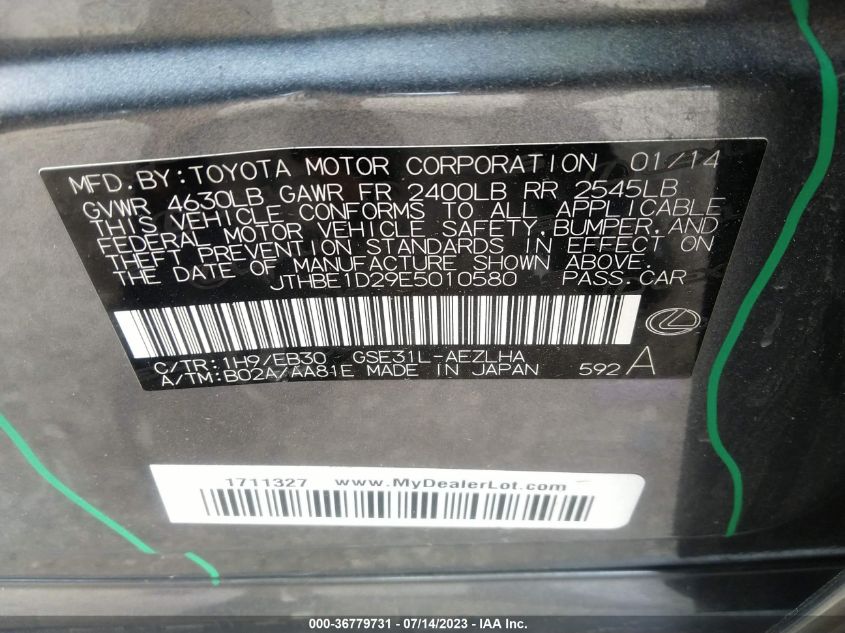 MFD. BY: TOYOTA MOTOR CORPORATION 01/14
GVWR 4630LB GAWR FR 2400LB RR 2545LB
THIS VEHICLE CONFORMS TO ALL APPLICABLE
FEDERAL MOTOR VEHICLE SAFETY, BUMPER, AND
THEFT PREVENTION STANDARDS IN EFFECT ON
THE DATE OF MANUFACTURE SHOWN ABOVE.
JTHBE1D29E5010580 PASS. CAR
C/TR: 1H9/EB30 GSE31L-AEZLHA
A/TM: B02A/AA81E MADE IN JAPAN 592 A
1711327 www.MyDealerLot.com
000-36779731 - 07/14/2023 - IAA Inc.